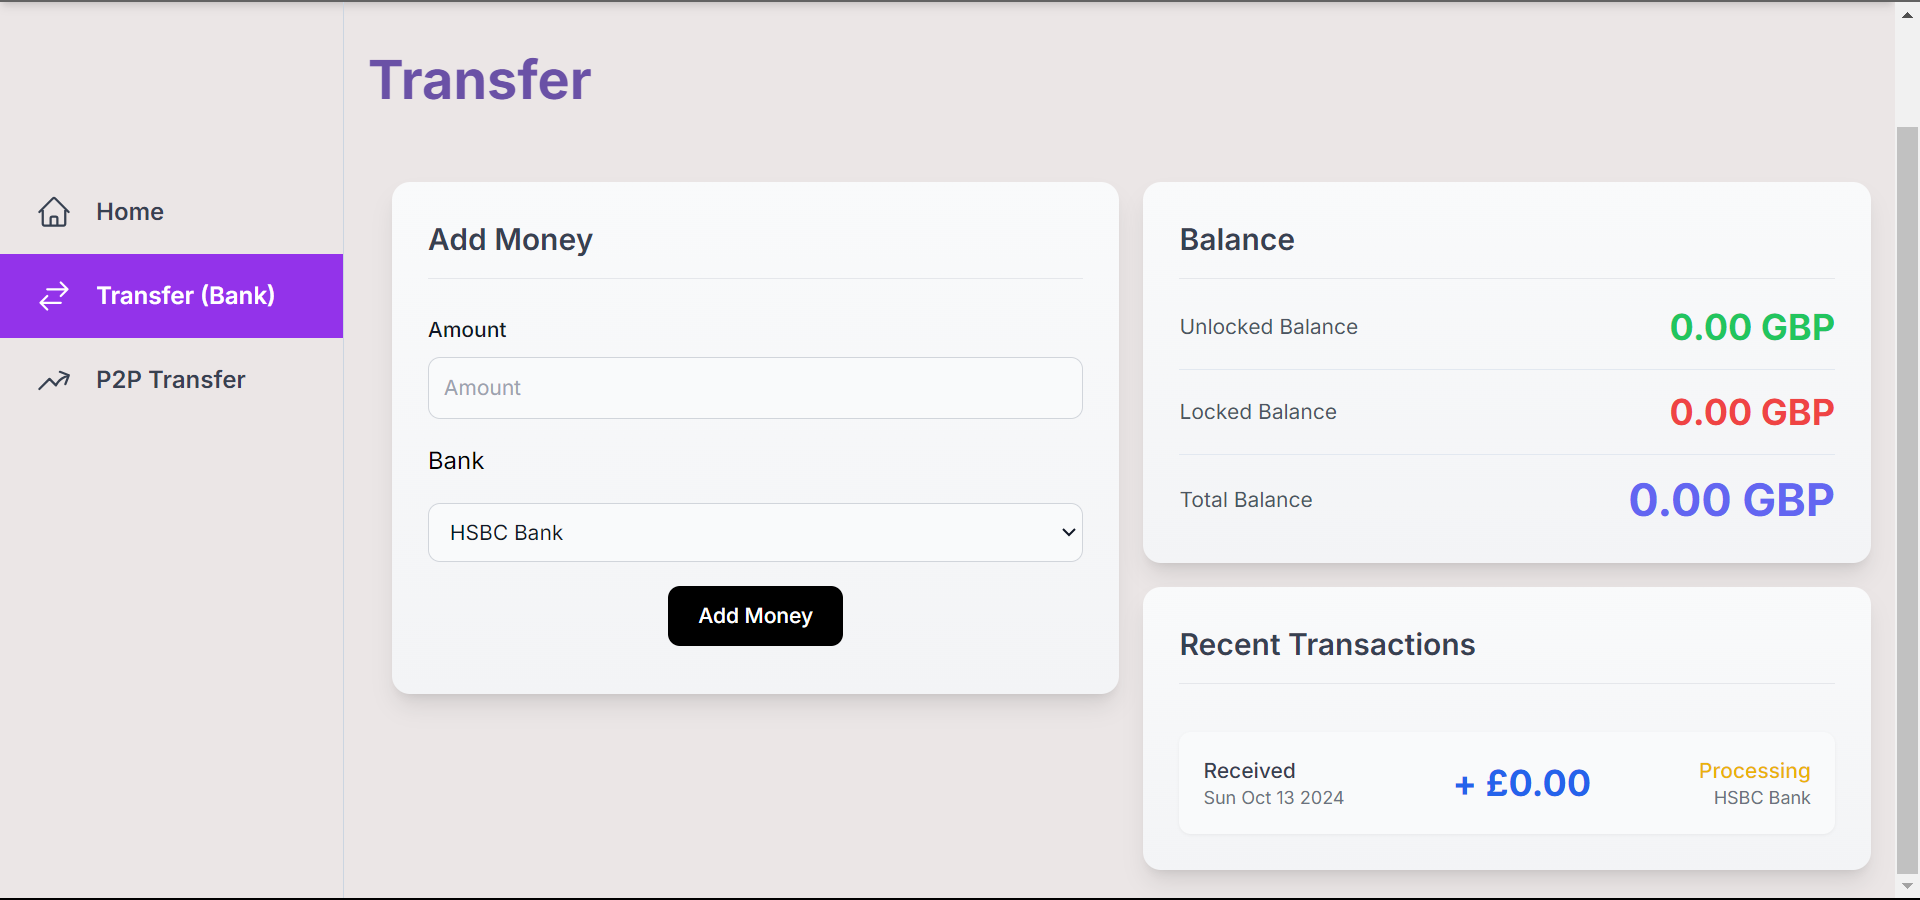 Transfer
Home
Transfer (Bank)
P2P Transfer
Add Money
Amount
Amount
Bank
HSBC Bank
Add Money
Balance
Unlocked Balance 0.00 GBP
Locked Balance 0.00 GBP
Total Balance 0.00 GBP
Recent Transactions
Received + £0.00 Processing
Sun Oct 13 2024 HSBC Bank